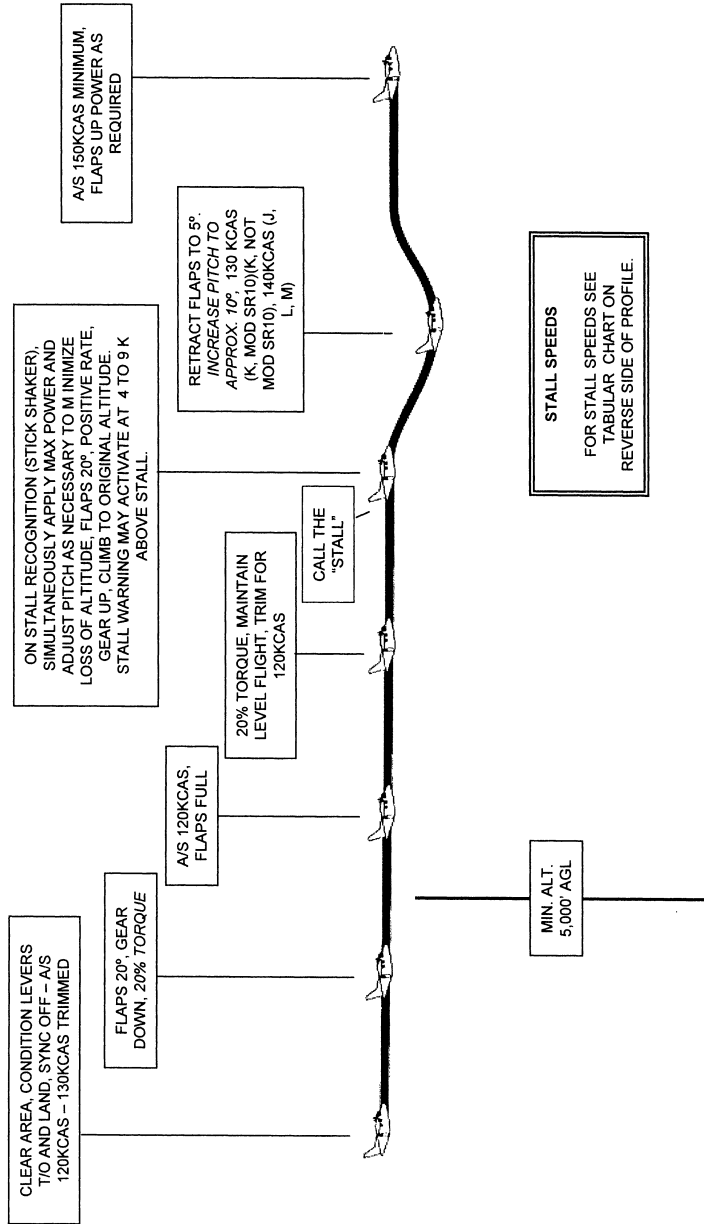 CLEAR AREA, CONDITION LEVERS
T/O AND LAND, SYNC OFF – A/S
120KCAS – 130KCAS TRIMMED
FLAPS 20º, GEAR
DOWN, 20% TORQUE
A/S 120KCAS,
FLAPS FULL
20% TORQUE, MAINTAIN
LEVEL FLIGHT, TRIM FOR
120KCAS
CALL THE
"STALL"
ON STALL RECOGNITION (STICK SHAKER),
SIMULTANEOUSLY APPLY MAX POWER AND
ADJUST PITCH AS NECESSARY TO M INIMIZE
LOSS OF ALTITUDE, FLAPS 20º, POSITIVE RATE,
GEAR UP, CLIMB TO ORIGINAL ALTITUDE.
STALL WARNING MAY ACTIVATE AT 4 TO 9 K
ABOVE STALL.
RETRACT FLAPS TO 5º.
INCREASE PITCH TO
APPROX. 10º, 130 KCAS
(K, MOD SR10)(K, NOT
MOD SR10), 140KCAS (J,
L, M)
A/S 150KCAS MINIMUM,
FLAPS UP POWER AS
REQUIRED
MIN. ALT.
5,000' AGL
STALL SPEEDS
FOR STALL SPEEDS SEE
TABULAR CHART ON
REVERSE SIDE OF PROFILE.